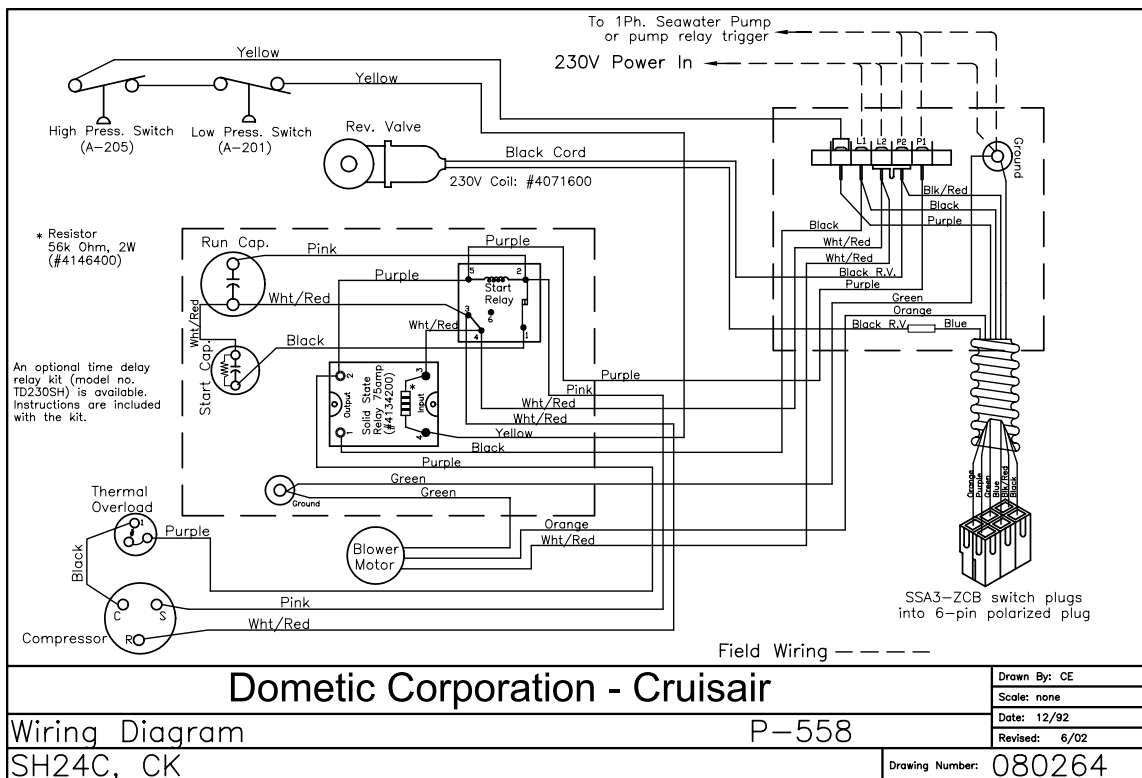 To 1Ph. Seawater Pump
or pump relay trigger
230V Power In
Yellow
Yellow
High Press. Switch
(A-205)
Low Press. Switch
(A-201)
Rev. Valve
Black Cord
230V Coil: #4071600
L1
L2
P2
P1
Ground
Blk/Red
Black
Purple
Black
Wht/Red
Wht/Red
Black R.V.
Purple
Green
Orange
Black R.V.
Blue
* Resistor
56k Ohm, 2W
(#4146400)
Run Cap.
Pink
Purple
Purple
5
2
Start
Relay
6
3
4
1
Wht/Red
Wht/Red
Wht/Red
Black
Start Cap.
An optional time delay
relay kit (model no.
TD230SH) is available.
Instructions are included
with the kit.
2
1
Output
Solid State
Relay 75amp
(#4134200)
*
Input
3
4
Purple
Pink
Wht/Red
Wht/Red
Yellow
Black
Purple
Green
Green
Ground
Thermal
Overload
1
Purple
Black
Blower
Motor
Orange
Wht/Red
C
S
R
Compressor
Pink
Wht/Red
Orange
Purple
Green
Blue
Blk/Red
Black
SSA3-ZCB switch plugs
into 6-pin polarized plug
Field Wiring
Dometic Corporation - Cruisair
Drawn By: CE
Scale: none
Date: 12/92
Revised: 6/02
Wiring Diagram
P-558
SH24C, CK
Drawing Number: 080264